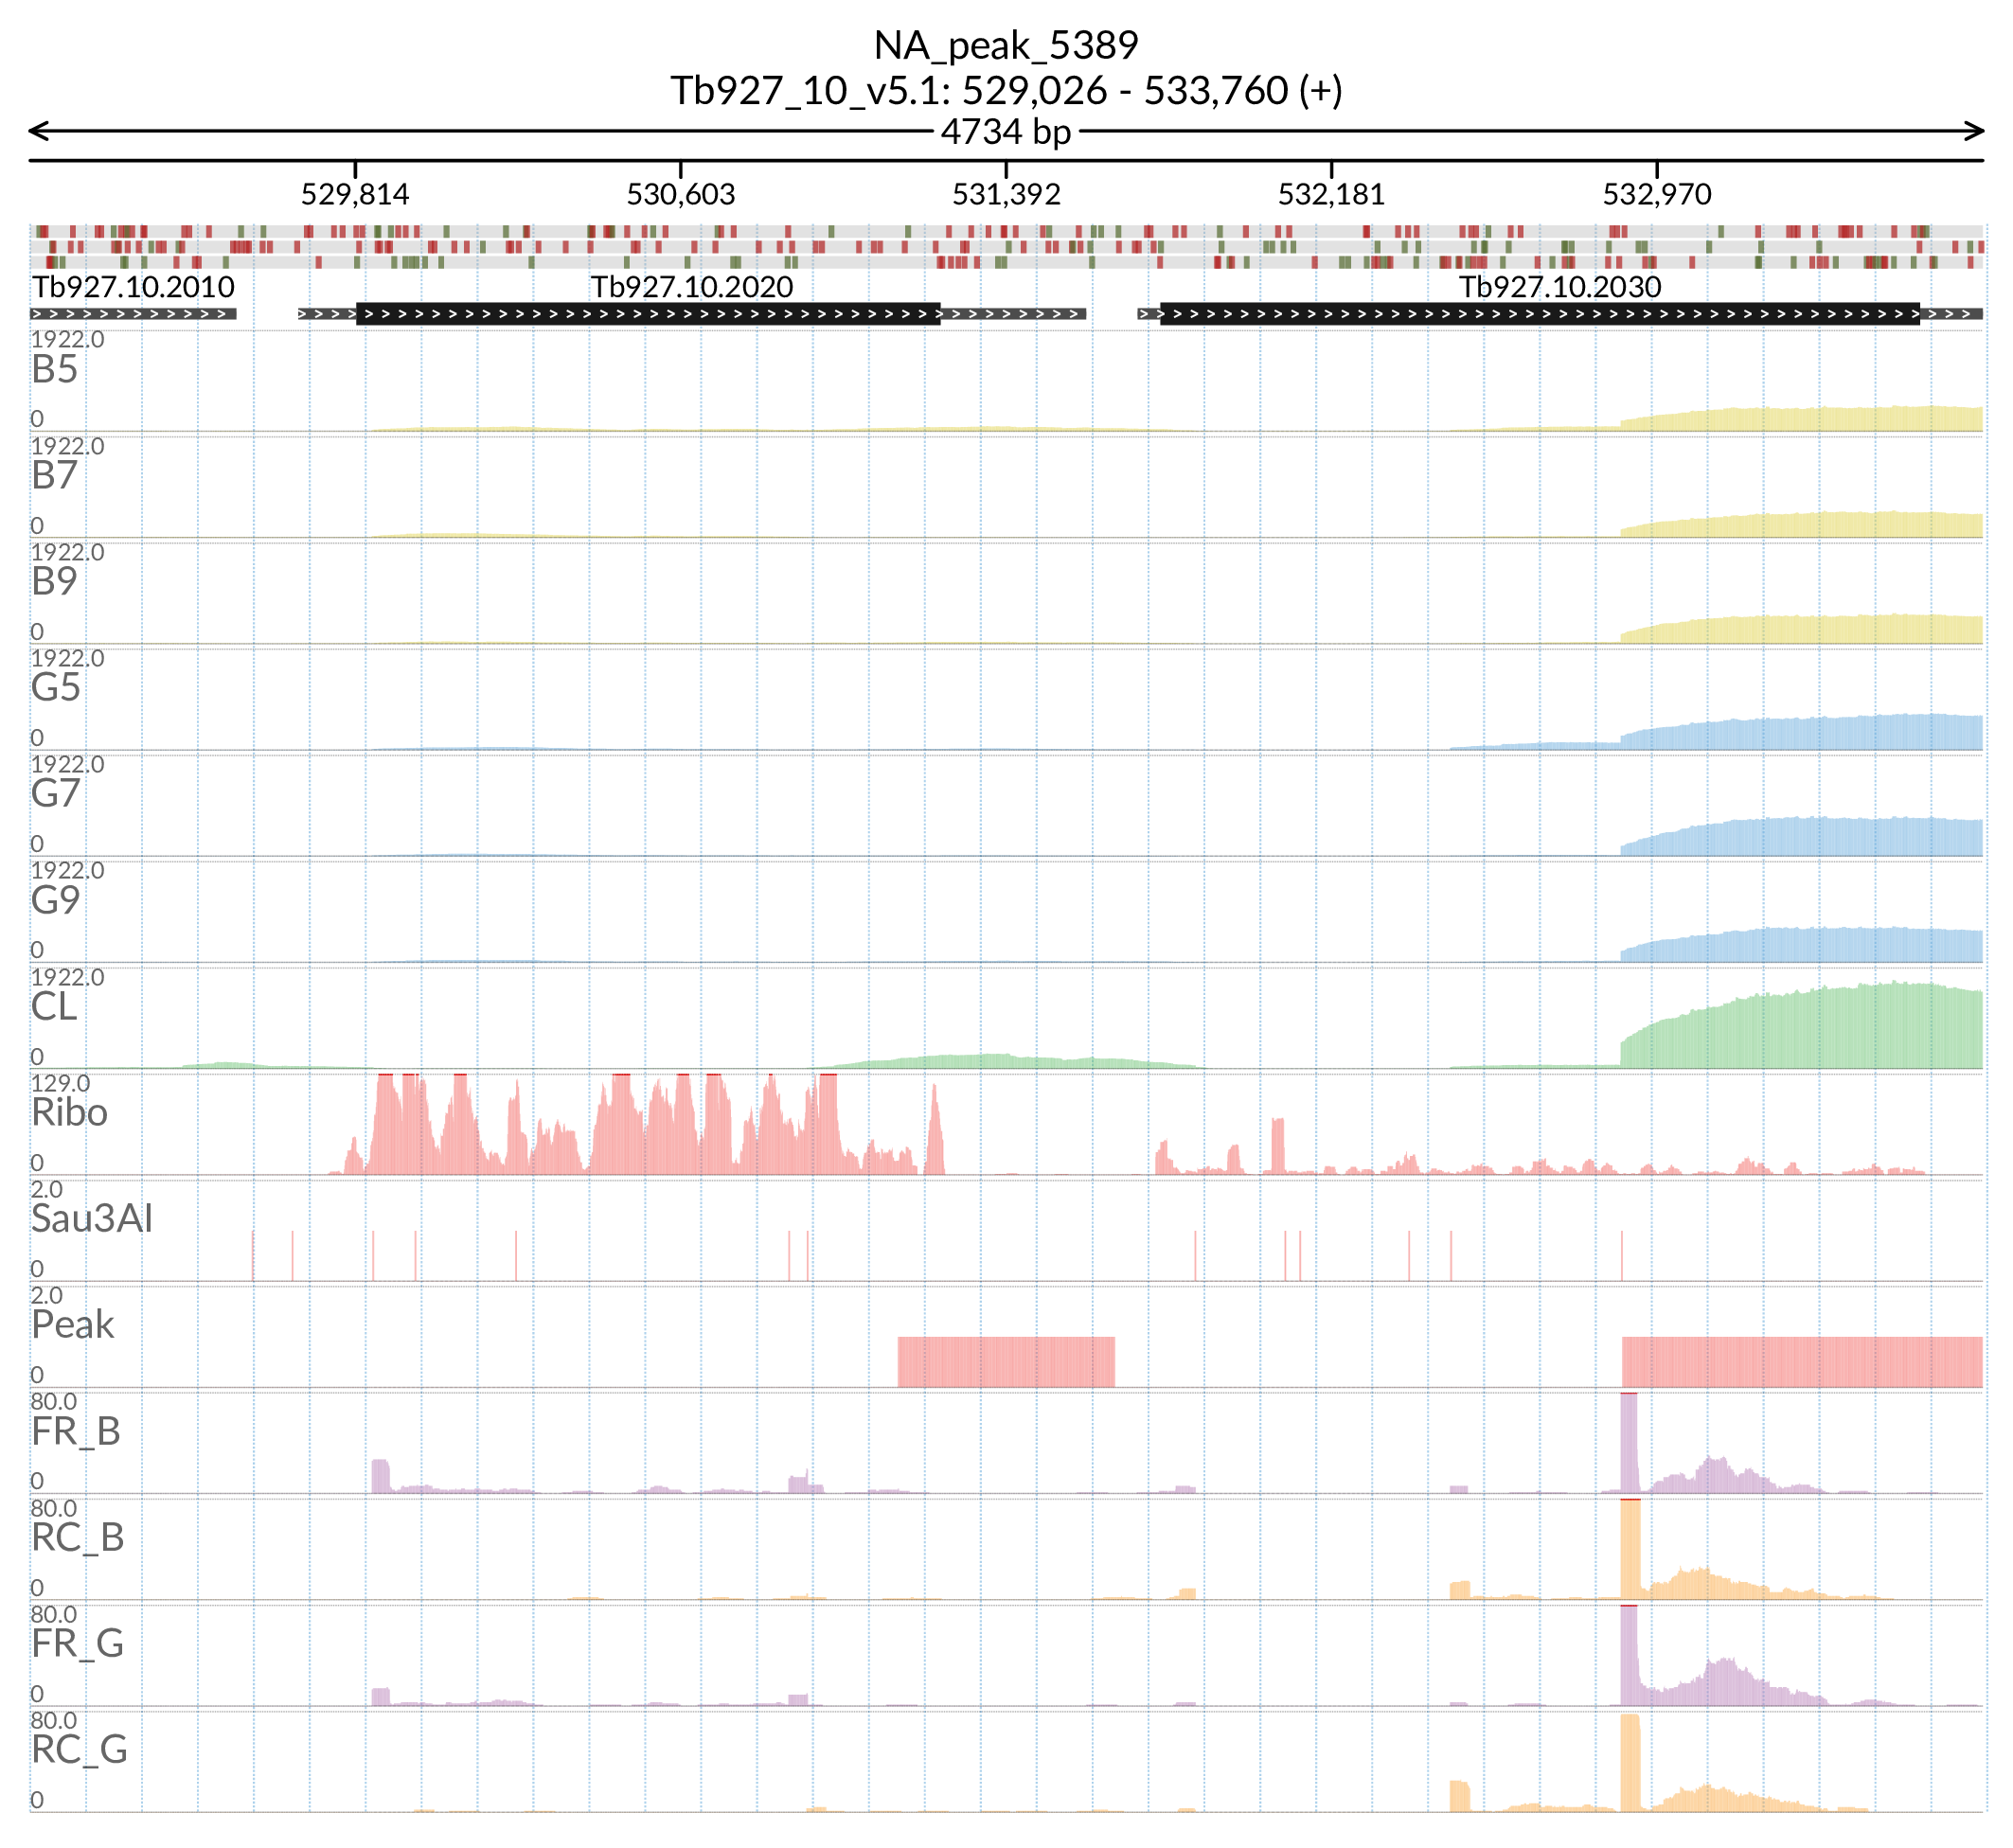 NA_peak_5389
Tb927_10_v5.1: 529,026 - 533,760 (+)
4734 bp
529,814 530,603 531,392 532,181 532,970
Tb927.10.2010 Tb927.10.2020 Tb927.10.2030
1922.0
B5
0
1922.0
B7
0
1922.0
B9
0
1922.0
G5
0
1922.0
G7
0
1922.0
G9
0
1922.0
CL
0
129.0
Ribo
0
2.0
Sau3AI
0
2.0
Peak
0
80.0
FR_B
0
80.0
RC_B
0
80.0
FR_G
0
80.0
RC_G
0